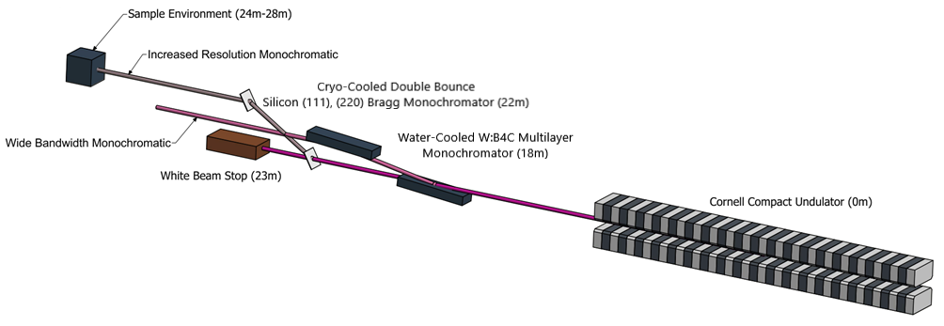 Sample Environment (24m-28m)
Increased Resolution Monochromatic
Cryo-Cooled Double Bounce
Silicon (111), (220) Bragg Monochromator (22m)
Wide Bandwidth Monochromatic
Water-Cooled W:B4C Multilayer
Monochromator (18m)
White Beam Stop (23m)
Cornell Compact Undulator (0m)